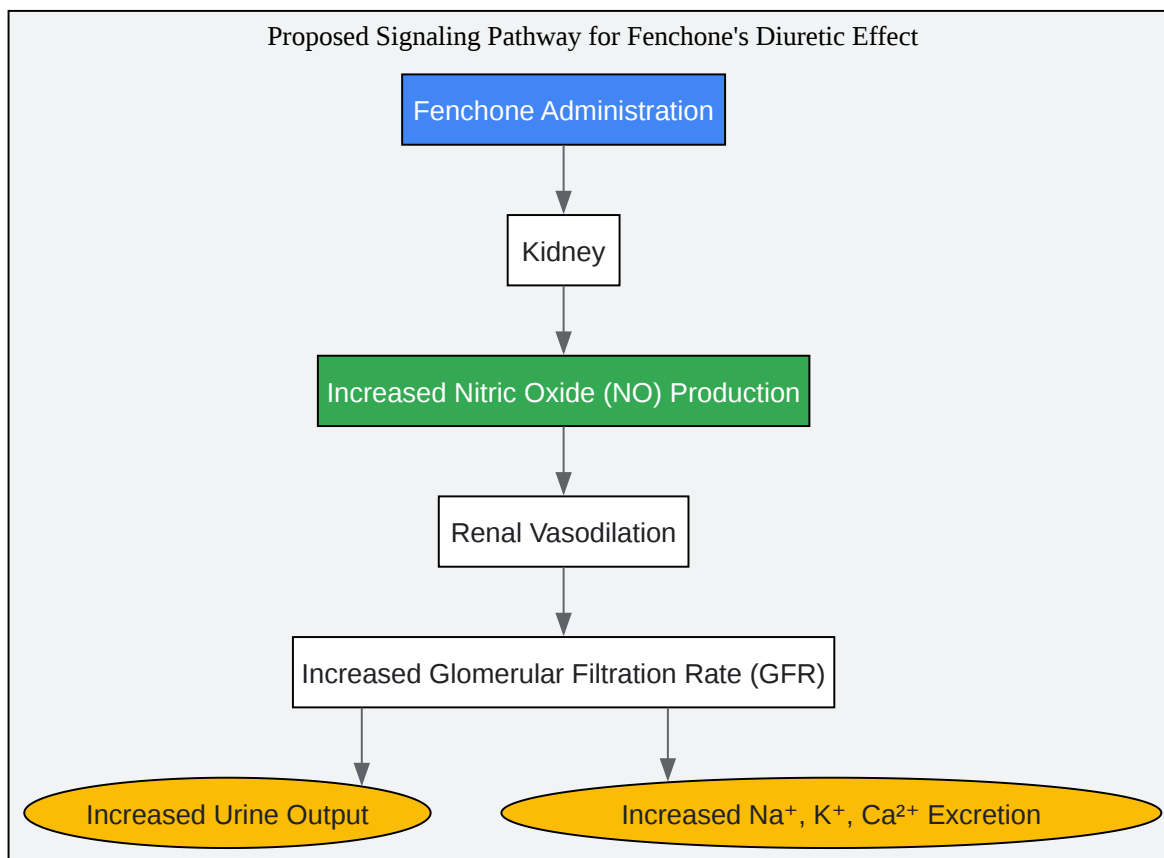 Proposed Signaling Pathway for Fenchone's Diuretic Effect
Fenchone Administration
Kidney
Increased Nitric Oxide (NO) Production
Renal Vasodilation
Increased Glomerular Filtration Rate (GFR)
Increased Urine Output
Increased Na⁺, K⁺, Ca²⁺ Excretion